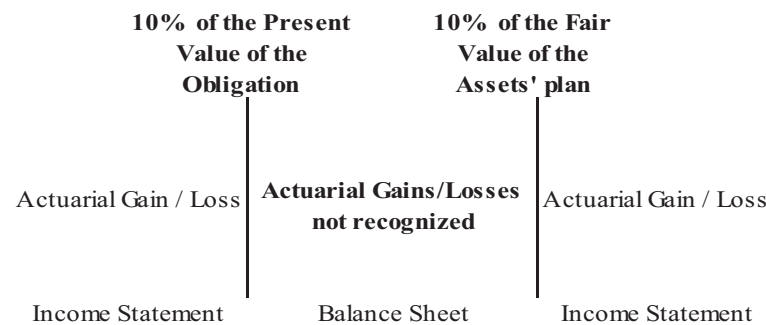 10% of the Present
Value of the
Obligation
10% of the Fair
Value of the
Assets' plan
Actuarial Gain / Loss
Actuarial Gains/Losses
not recognized
Actuarial Gain / Loss
Income Statement
Balance Sheet
Income Statement